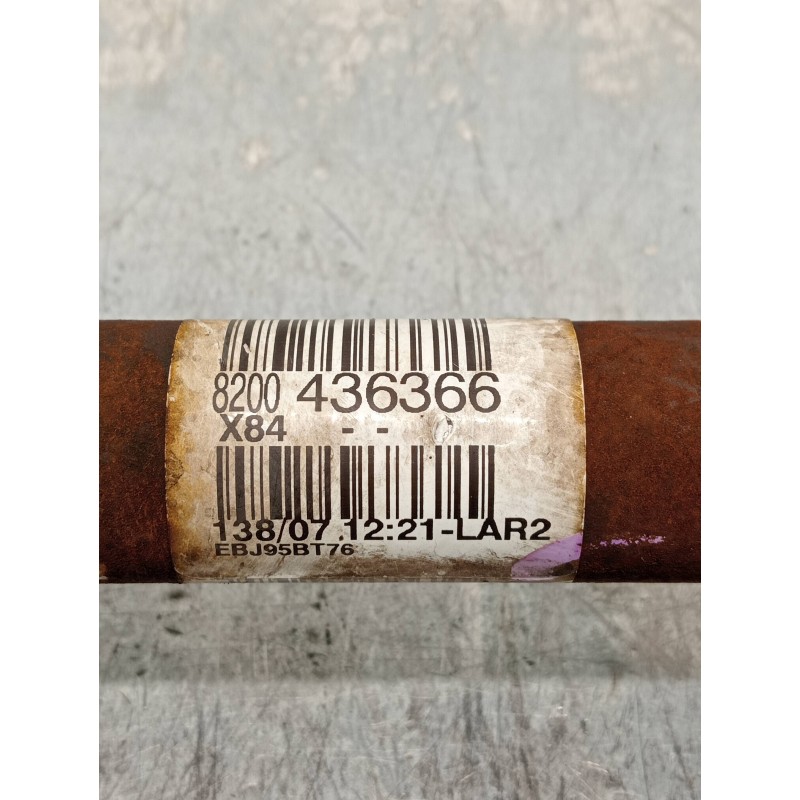 8200 436366
X84 - -
138/07 12:21-LAR2
EBJ95BT76